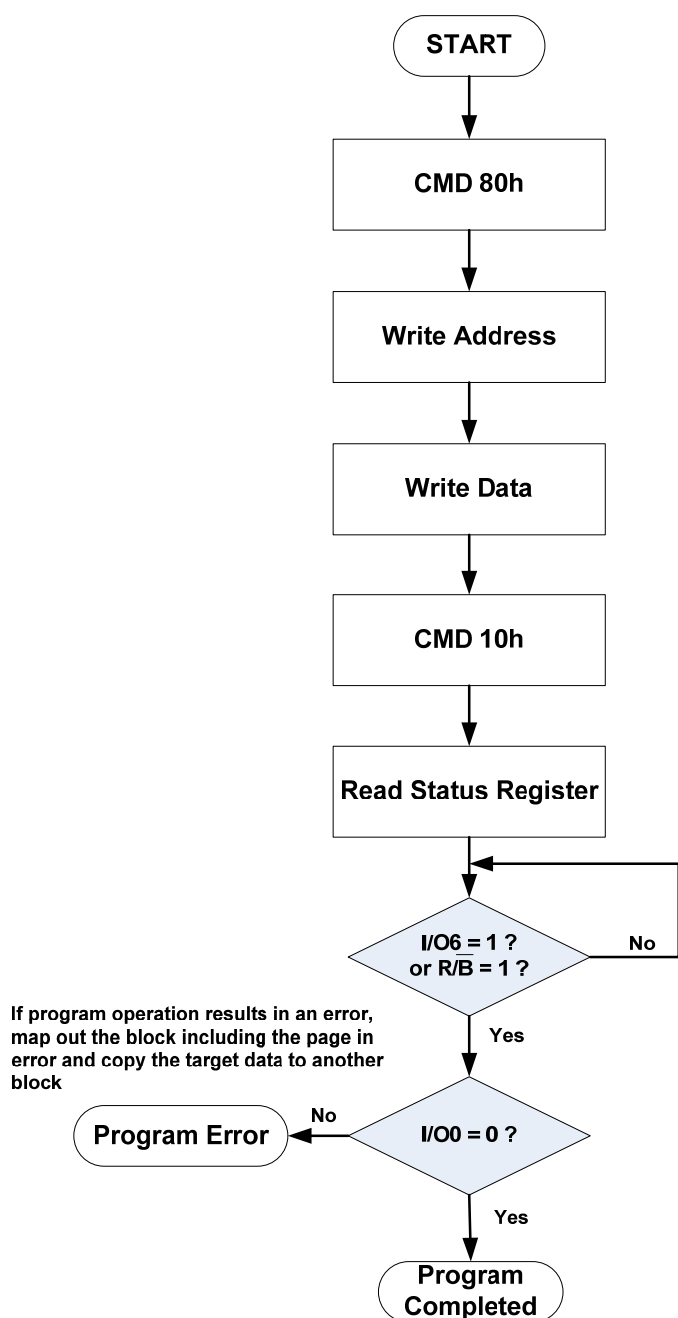 START
CMD 80h
Write Address
Write Data
CMD 10h
Read Status Register
I/O6 = 1 ?
or R/B̅ = 1 ?
No
Yes
If program operation results in an error,
map out the block including the page in
error and copy the target data to another
block
Program Error
No
I/O0 = 0 ?
Yes
Program
Completed